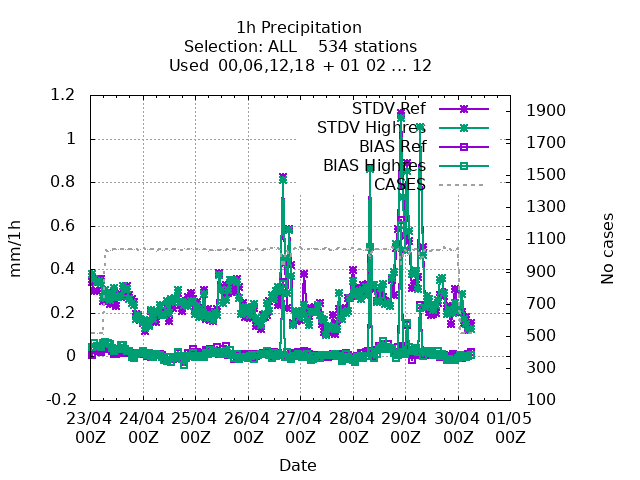 1h Precipitation
Selection: ALL    534 stations
Used  00,06,12,18 + 01 02 ... 12
STDV Ref
STDV Highres
BIAS Ref
BIAS Highres
CASES
1.2
1
0.8
0.6
0.4
0.2
0
-0.2
mm/1h
1900
1700
1500
1300
1100
900
700
500
300
100
No cases
23/04 24/04 25/04 26/04 27/04 28/04 29/04 30/04 01/05
00Z 00Z 00Z 00Z 00Z 00Z 00Z 00Z 00Z
Date